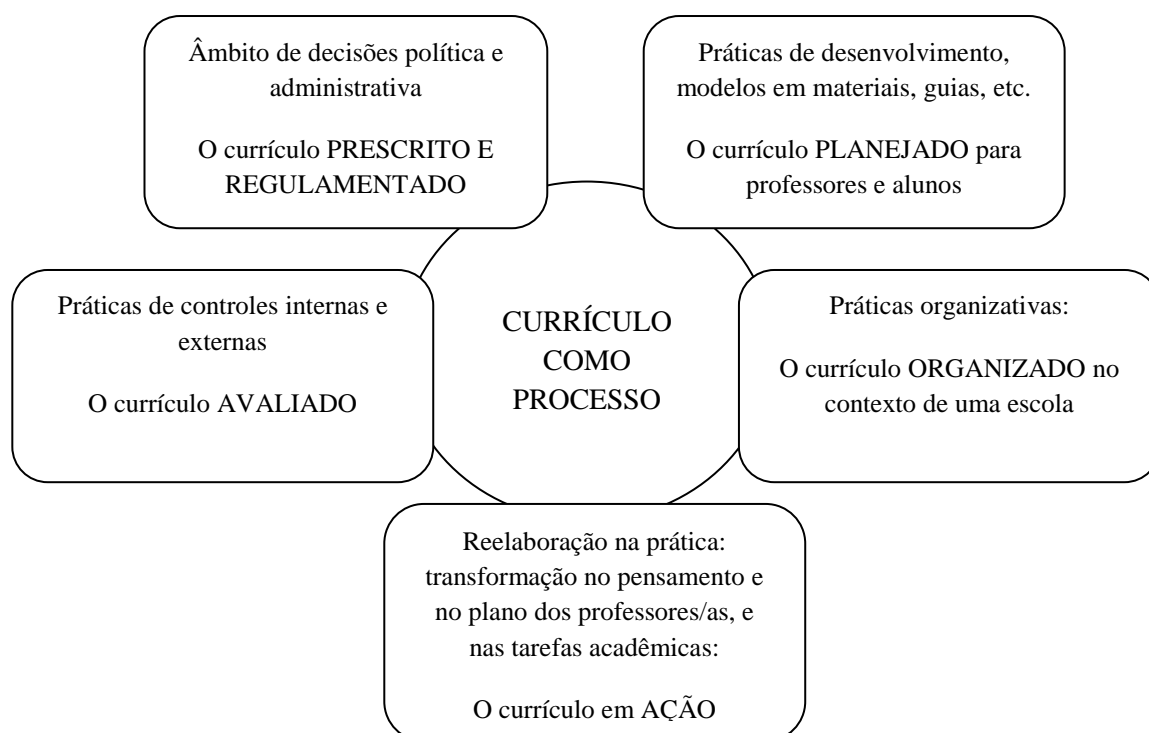 Âmbito de decisões política e
administrativa
O currículo PRESCRITO E
REGULAMENTADO
Práticas de desenvolvimento,
modelos em materiais, guias, etc.
O currículo PLANEJADO para
professores e alunos
Práticas de controles internas e
externas
O currículo AVALIADO
CURRÍCULO
COMO
PROCESSO
Práticas organizativas:
O currículo ORGANIZADO no
contexto de uma escola
Reelaboração na prática:
transformação no pensamento e
no plano dos professores/as, e
nas tarefas acadêmicas:
O currículo em AÇÃO